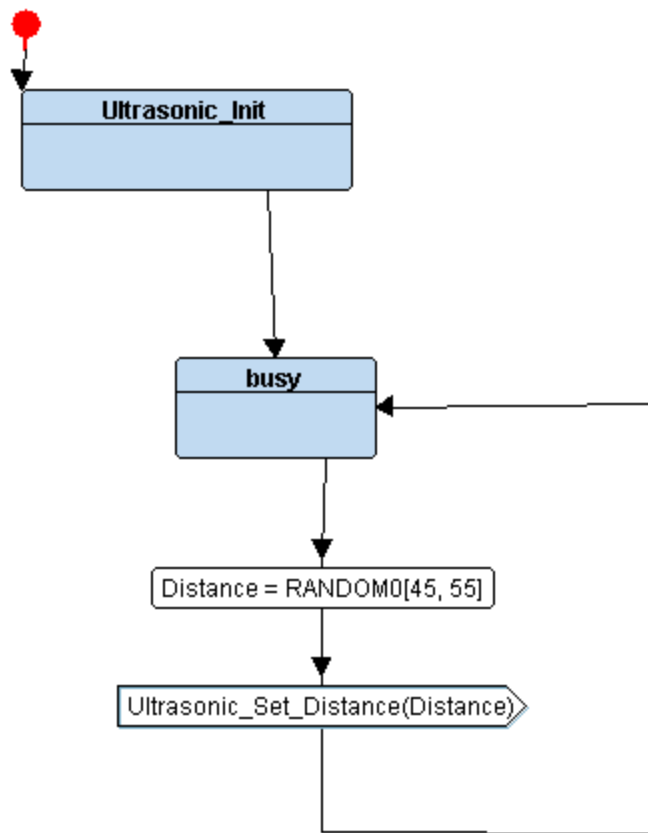 Ultrasonic_Init
busy
Distance = RANDOM0[45, 55]
Ultrasonic_Set_Distance(Distance)